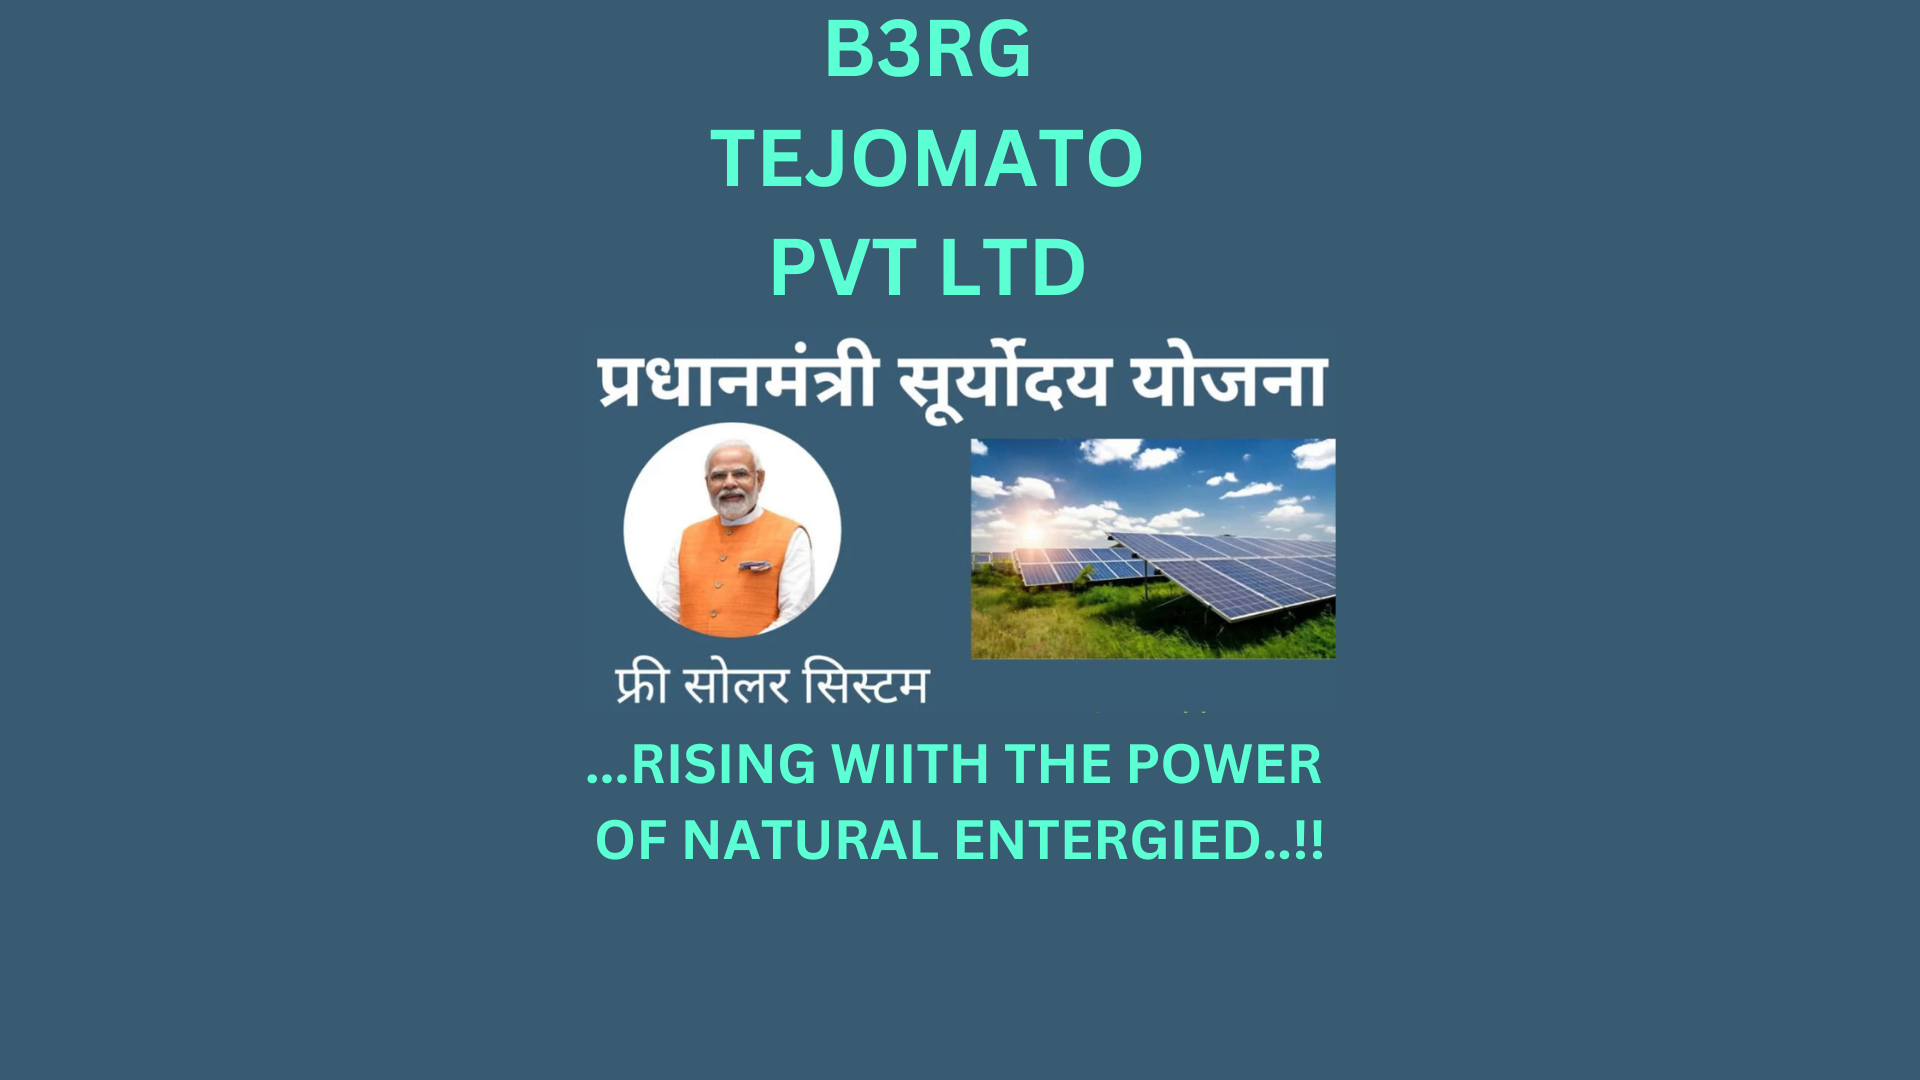 B3RG
TEJOMATO
PVT LTD
प्रधानमंत्री सूर्योदय योजना
फ्री सोलर सिस्टम
...RISING WIITH THE POWER
OF NATURAL ENTERGIED..!!